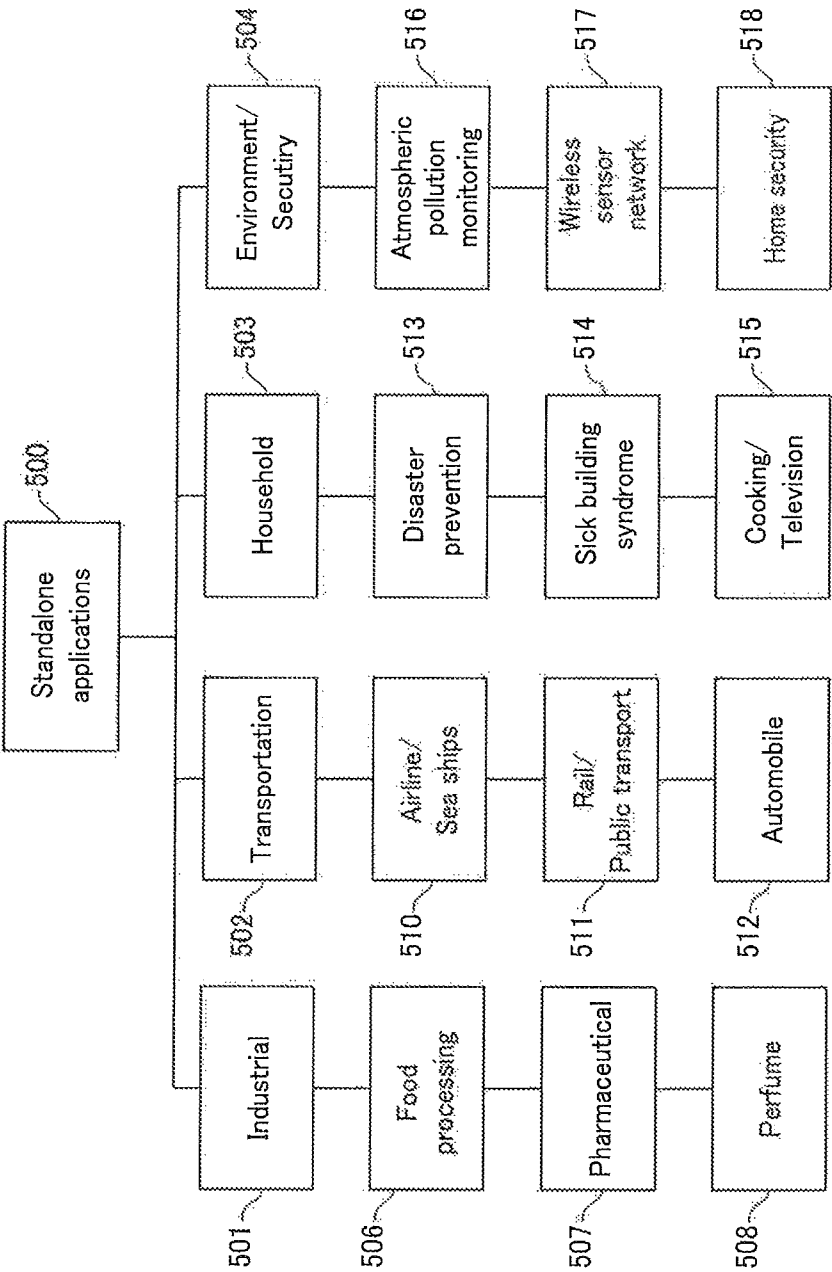 Standalone
applications
500
Industrial
501
Transportation
502
Household
503
Environment/
Secutiry
504
Food
processing
506
Airline/
Sea ships
510
Disaster
prevention
513
Atmospheric
pollution
monitoring
516
Pharmaceutical
507
Rail/
Public transport
511
Sick building
syndrome
514
Wireless
sensor
network
517
Perfume
508
Automobile
512
Cooking/
Television
515
Home security
518